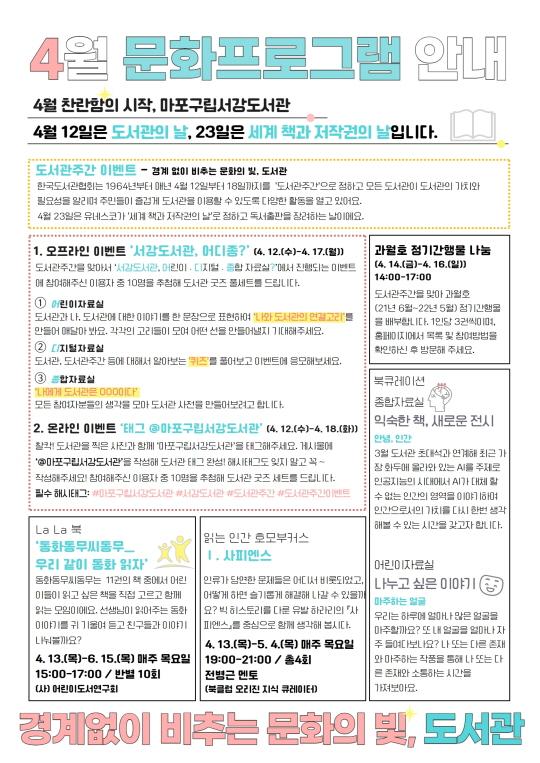 4월 문화프로그램 안내
4월 찬란함의 시작, 마포구립서강도서관
4월 12일은 도서관의 날, 23일은 세계 책과 저작권의 날입니다.
도서관주간 이벤트 - 경계 없이 비추는 문화의 빛, 도서관
한국도서관협회는 1964년부터 매년 4월 12일부터 18일까지를 '도서관주간'으로 정하고 모든 도서관이 도서관의 가치와
필요성을 알리며 주민들이 즐겁게 도서관을 이용할 수 있도록 다양한 활동을 열고 있어요.
4월 23일은 유네스코가 '세계 책과 저작권의 날'로 정하고 독서출판을 장려하는 날이에요.
1. 오프라인 이벤트 '서강도서관, 어디종?' (4. 12.(수)-4. 17.(월))
도서관주간을 맞아서 '서강도서관, 어린이·디지털·종합 자료실?'에서 진행되는 이벤트
에 참여해주신 이용자 중 10명을 추첨해 도서관 굿즈 풀세트를 드립니다.
① 어린이자료실
도서관과 나, 도서관에 대한 이야기를 한 문장으로 표현하여 '나와 도서관의 연결고리'를
만들어 매달아 봐요. 각각의 고리들이 모여 어떤 선을 만들어낼지 기대해주세요.
② 디지털자료실
도서관, 도서관주간 등에 대해서 알아보는 '퀴즈'를 풀어보고 이벤트에 응모해보세요.
③ 종합자료실
'나에게 도서관은 OOO이다'
모든 참여자분들의 생각을 모아 도서관 사전을 만들어보려고 합니다.
2. 온라인 이벤트 '태그 @마포구립서강도서관' (4. 12.(수)-4. 18.(화))
찰칵! 도서관을 찍은 사진과 함께 '마포구립서강도서관'을 태그해주세요. 게시물에
'@마포구립서강도서관'을 작성해 도서관 태그 완성! 해시태그도 잊지 말고 꼭~
작성해주세요! 참여해주신 이용자 중 10명을 추첨해 도서관 굿즈 세트를 드립니다.
필수 해시태그: #마포구립서강도서관 #서강도서관 #도서관주간 #도서관주간이벤트
과월호 정기간행물 나눔
(4. 14.(금)-4. 16.(일))
14:00-17:00
도서관주간을 맞아 과월호
(21년 6월~22년 5월) 정기간행물
을 배부합니다. 1인당 3권씩이며,
홈페이지에서 목록 및 참여방법을
확인하신 후 방문해 주세요.
북큐레이션
종합자료실
익숙한 책, 새로운 전시
안녕, 인간
3월 도서관 초대석과 연계해 최근 가
장 화두에 올라와 있는 AI를 주제로
인공지능의 시대에서 AI가 대체 할
수 없는 인간의 영역을 이야기하며
인간으로서의 가치를 다시 한번 생각
해볼 수 있는 시간을 갖고자 합니다.
어린이자료실
나누고 싶은 이야기
마주하는 얼굴
우리는 하루에 얼마나 많은 얼굴을
마주할까요? 또 내 얼굴을 얼마나 자
주 들여다보나요? 나 또는 다른 존재
와 마주하는 작품을 통해 나 또는 다
른 존재와 소통하는 시간을
가져보아요.
La La 북
'동화동무씨동무_
우리 같이 동화 읽자'
동화동무씨동무는 11권의 책 중에서 어린
이들이 읽고 싶은 책을 직접 고르고 함께
읽는 모임이에요. 선생님이 읽어주는 동화
이야기를 귀 기울여 듣고 친구들과 이야기
나눠볼까요?
4. 13.(목)-6. 15.(목) 매주 목요일
15:00-17:00 / 반별 10회
(사) 어린이도서연구회
읽는 인간 호모부커스
Ⅰ. 사피엔스
인류가 당면한 문제들은 어디서 비롯되었고,
어떻게 하면 슬기롭게 해결해 나갈 수 있을까
요? 빅 히스토리를 다룬 유발 하라리의 『사
피엔스』를 중심으로 함께 생각해 봅시다.
4. 13.(목)-5. 4.(목) 매주 목요일
19:00-21:00 / 총4회
전병근 멘토
(북클럽 오리진 지식 큐레이터)
경계없이 비추는 문화의 빛, 도서관